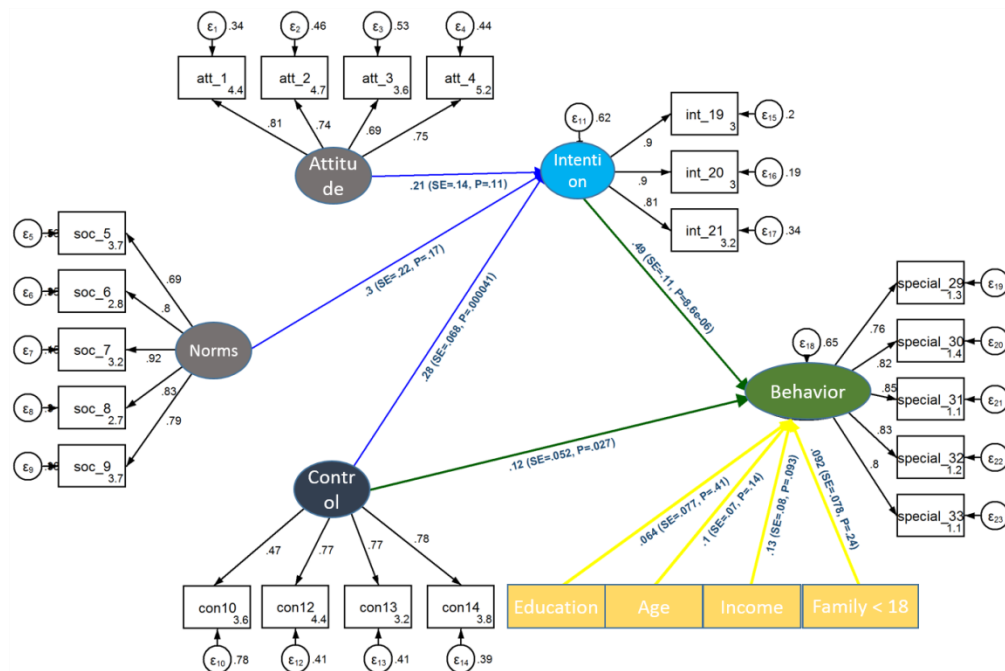 ε1 .34
ε2 .46
ε3 .53
ε4 .44
att_1 4.4
att_2 4.7
att_3 3.6
att_4 5.2
.81
.74
.69
.75
Attitu
de
ε11 .62
Intenti
on
int_19 3
ε15 .2
int_20 3
ε16 .19
int_21 3.2
ε17 .34
.9
.9
.81
.21 (SE=.14, P=.11)
.3 (SE=.22, P=.17)
.28 (SE=.068, P=.000041)
.49 (SE=.11, P=8.6e-06)
.12 (SE=.052, P=.027)
ε5
soc_5 3.7
ε6
soc_6 2.8
ε7
soc_7 3.2
ε8
soc_8 2.7
ε9
soc_9 3.7
.69
.8
.92
.83
.79
Norms
ε18 .65
Behavior
special_29 1.3
ε19
special_30 1.4
ε20
special_31 1.1
ε21
special_32 1.2
ε22
special_33 1.1
ε23
.76
.82
.85
.83
.8
Contr
ol
.47
.77
.77
.78
con10 3.6
con12 4.4
con13 3.2
con14 3.8
ε10 .78
ε12 .41
ε13 .41
ε14 .39
.064 (SE=.077, P=.41)
.1 (SE=.07, P=.14)
.13 (SE=.08, P=.093)
.092 (SE=.078, P=.24)
Education
Age
Income
Family < 18